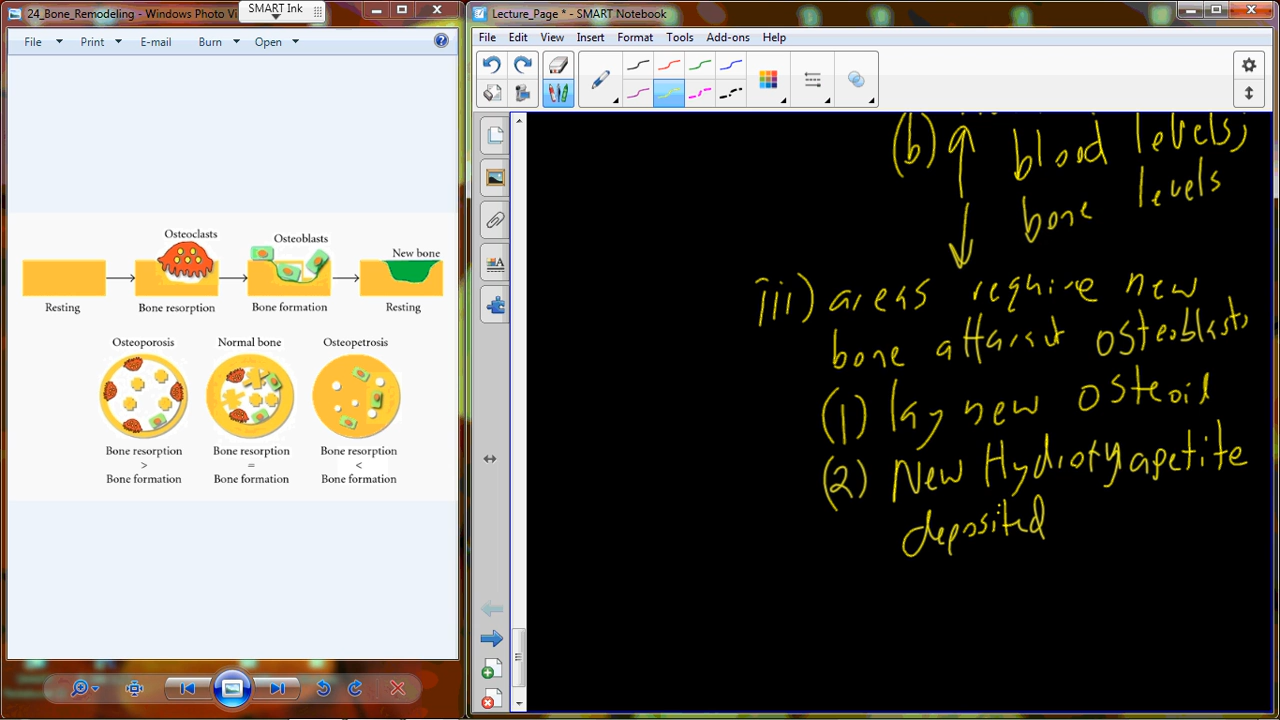 24_Bone_Remodeling - Windows Photo Vi
SMART Ink
File Print E-mail Burn Open
Osteoclasts
Osteoblasts
New bone
Resting
Bone resorption
Bone formation
Resting
Osteoporosis
Normal bone
Osteopetrosis
Bone resorption
>
Bone formation
Bone resorption
=
Bone formation
Bone resorption
<
Bone formation
Lecture_Page * - SMART Notebook
File Edit View Insert Format Tools Add-ons Help
(b) ↑ blood levels;
↓ bone levels
iii) areas require new
bone attaract osteoblasts
(1) lay new osteoid
(2) New Hydroxyapetite
deposited